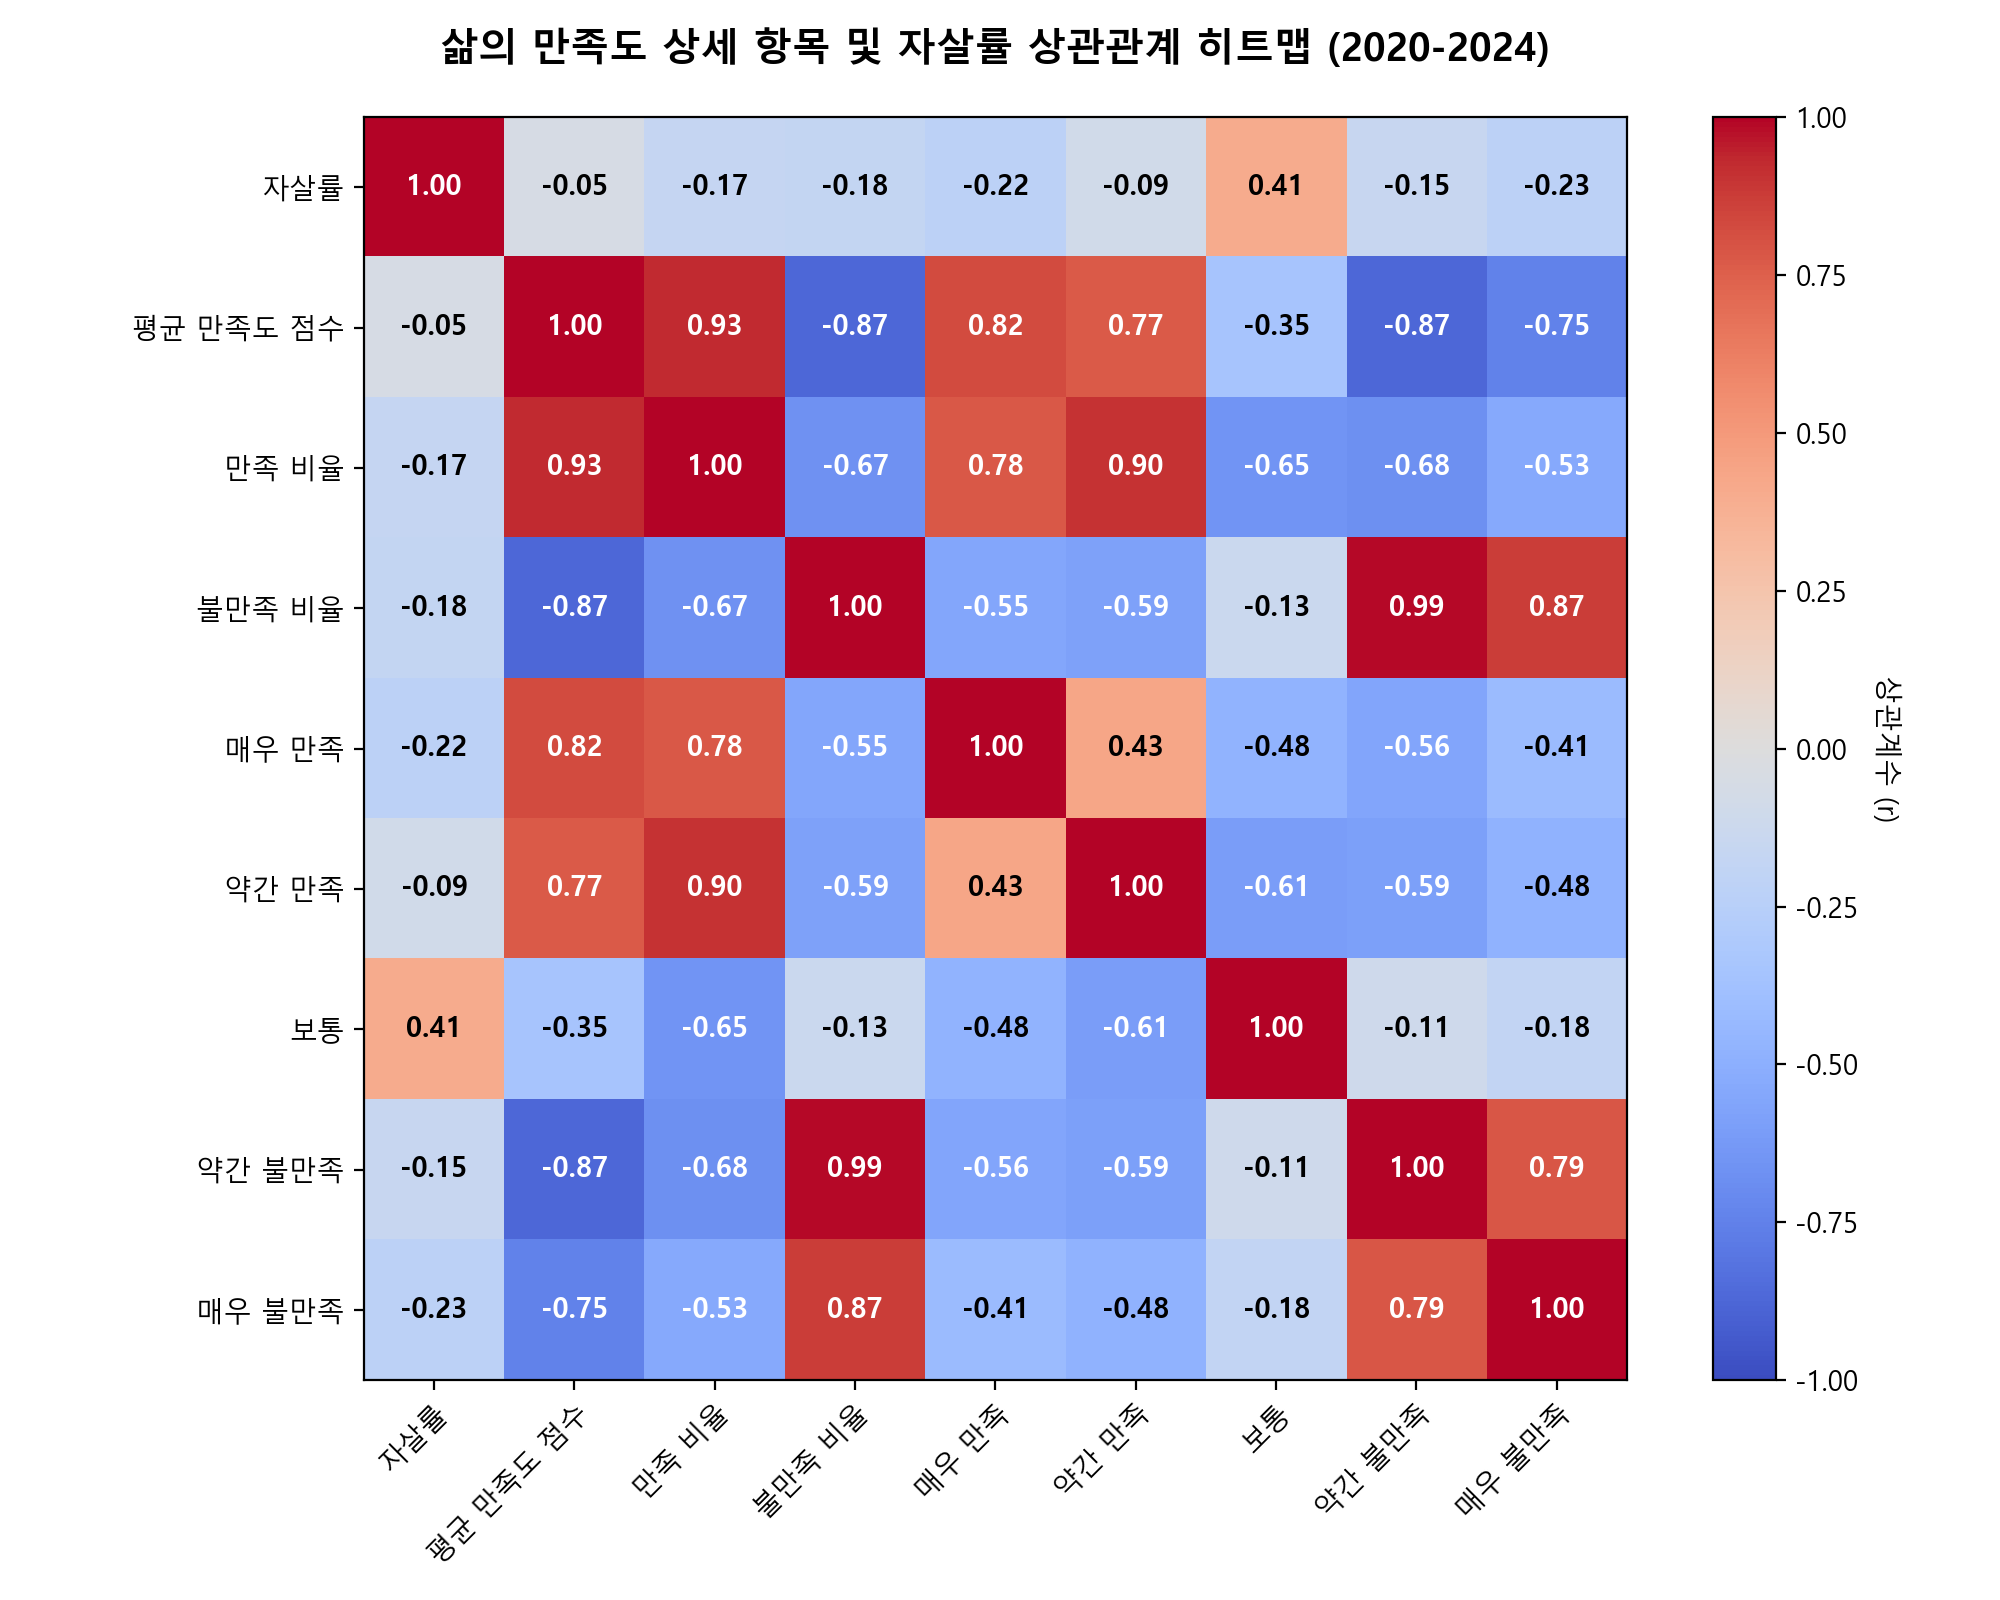 삶의 만족도 상세 항목 및 자살률 상관관계 히트맵 (2020-2024)
자살률 1.00 -0.05 -0.17 -0.18 -0.22 -0.09 0.41 -0.15 -0.23
평균 만족도 점수 -0.05 1.00 0.93 -0.87 0.82 0.77 -0.35 -0.87 -0.75
만족 비율 -0.17 0.93 1.00 -0.67 0.78 0.90 -0.65 -0.68 -0.53
불만족 비율 -0.18 -0.87 -0.67 1.00 -0.55 -0.59 -0.13 0.99 0.87
매우 만족 -0.22 0.82 0.78 -0.55 1.00 0.43 -0.48 -0.56 -0.41
약간 만족 -0.09 0.77 0.90 -0.59 0.43 1.00 -0.61 -0.59 -0.48
보통 0.41 -0.35 -0.65 -0.13 -0.48 -0.61 1.00 -0.11 -0.18
약간 불만족 -0.15 -0.87 -0.68 0.99 -0.56 -0.59 -0.11 1.00 0.79
매우 불만족 -0.23 -0.75 -0.53 0.87 -0.41 -0.48 -0.18 0.79 1.00
자살률
평균 만족도 점수
만족 비율
불만족 비율
매우 만족
약간 만족
보통
약간 불만족
매우 불만족
1.00
0.75
0.50
0.25
0.00
-0.25
-0.50
-0.75
-1.00
상관계수 (r)